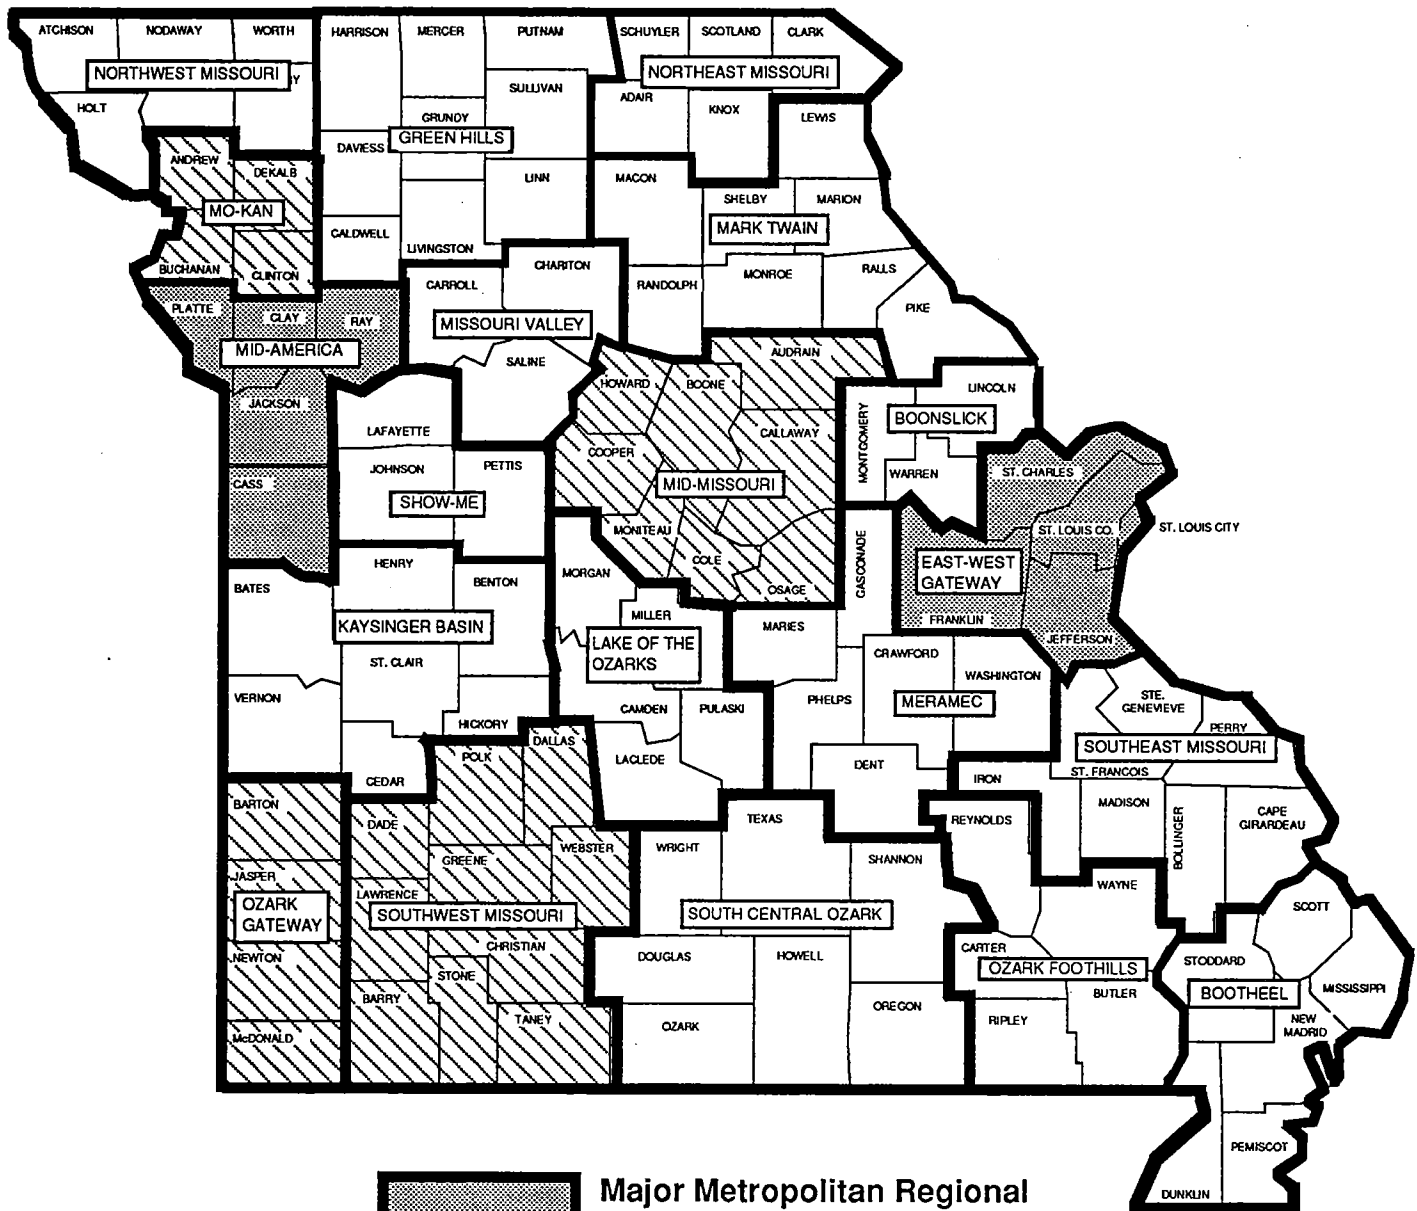 ATCHISON
NODAWAY
WORTH
HARRISON
MERCER
PUTNAM
SCHUYLER
SCOTLAND
CLARK
NORTHWEST MISSOURI
Y
NORTHEAST MISSOURI
HOLT
SULLIVAN
ADAIR
KNOX
LEWIS
GRUNDY
GREEN HILLS
DAVIESS
ANDREW
DEKALB
LINN
MACON
SHELBY
MARION
MO-KAN
MARK TWAIN
CALDWELL
LIVINGSTON
BUCHANAN
CLINTON
CHARITON
CARROLL
RANDOLPH
MONROE
RALLS
PIKE
PLATTE
CLAY
RAY
MISSOURI VALLEY
MID-AMERICA
SALINE
AUDRAIN
HOWARD
BOONE
LINCOLN
JACKSON
BOONSLICK
MONTGOMERY
LAFAYETTE
CALLAWAY
COOPER
JOHNSON
PETTIS
WARREN
ST. CHARLES
CASS
MID-MISSOURI
SHOW-ME
MONITEAU
ST. LOUIS CO.
ST. LOUIS CITY
GASCONADE
HENRY
COLE
EAST-WEST
GATEWAY
MORGAN
BENTON
BATES
OSAGE
MILLER
FRANKLIN
KAYSINGER BASIN
MARIES
JEFFERSON
LAKE OF THE
OZARKS
CRAWFORD
ST. CLAIR
WASHINGTON
VERNON
PHELPS
MERAMEC
STE.
GENEVIEVE
CAMDEN
PULASKI
HICKORY
PERRY
DALLAS
SOUTHEAST MISSOURI
POLK
LACLEDE
DENT
ST. FRANCOIS
IRON
CEDAR
BARTON
MADISON
CAPE
GIRARDEAU
BOLLINGER
DADE
TEXAS
REYNOLDS
WRIGHT
WEBSTER
GREENE
SHANNON
JASPER
LAWRENCE
WAYNE
OZARK
GATEWAY
SOUTHWEST MISSOURI
SOUTH CENTRAL OZARK
SCOTT
CHRISTIAN
CARTER
NEWTON
DOUGLAS
HOWELL
STODDARD
OZARK FOOTHILLS
STONE
BOOTHEEL
MISSISSIPPI
BARRY
BUTLER
OREGON
TANEY
OZARK
RIPLEY
NEW
MADRID
McDONALD
PEMISCOT
DUNKLIN
Major Metropolitan Regional